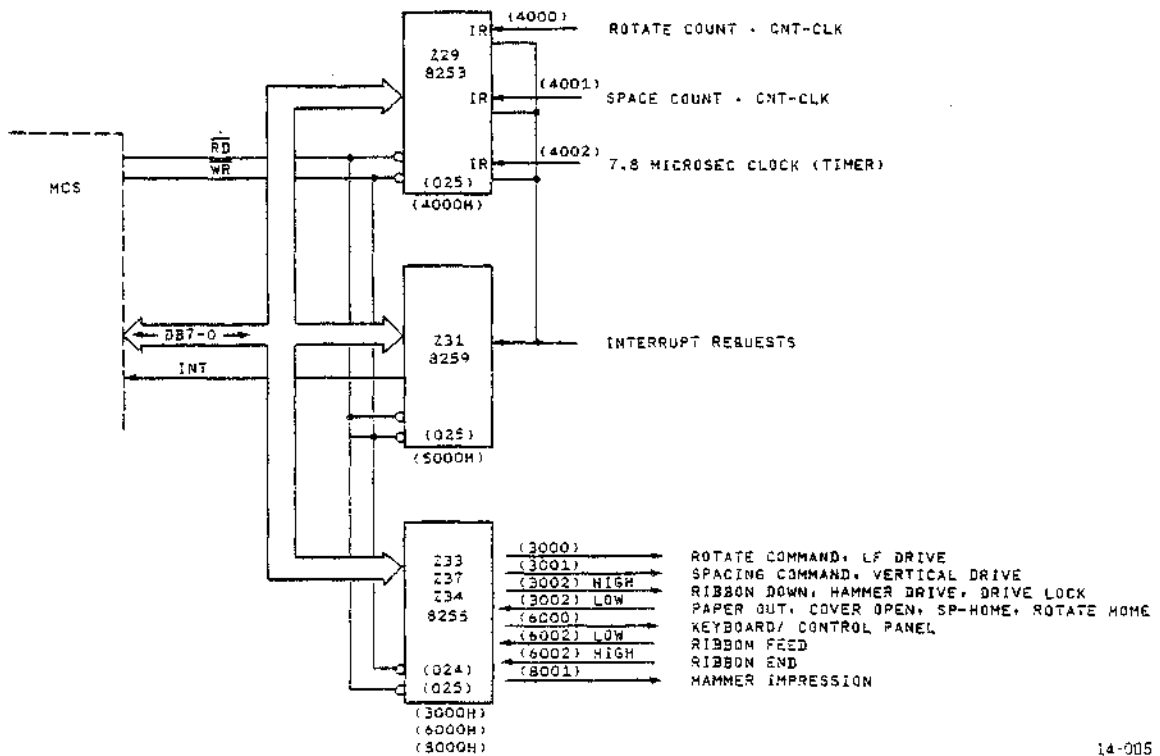 (4000)
IR
ROTATE COUNT · CNT-CLK
Z29
8253
(4001)
IR
SPACE COUNT · CNT-CLK
RD
WR
(4002)
IR
7.8 MICROSEC CLOCK (TIMER)
MCS
(025)
(4000H)
DB7-0
Z31
8259
INTERRUPT REQUESTS
INT
(025)
(5000H)
Z33
Z37
Z34
8255
(3000)
ROTATE COMMAND, LF DRIVE
(3001)
SPACING COMMAND, VERTICAL DRIVE
(3002) HIGH
RIBBON DOWN, HAMMER DRIVE, DRIVE LOCK
(3002) LOW
PAPER OUT, COVER OPEN, SP-HOME, ROTATE HOME
(6000)
KEYBOARD/ CONTROL PANEL
(6002) LOW
RIBBON FEED
(6002) HIGH
RIBBON END
(8001)
HAMMER IMPRESSION
(024)
(025)
(3000H)
(6000H)
(8000H)
14-005